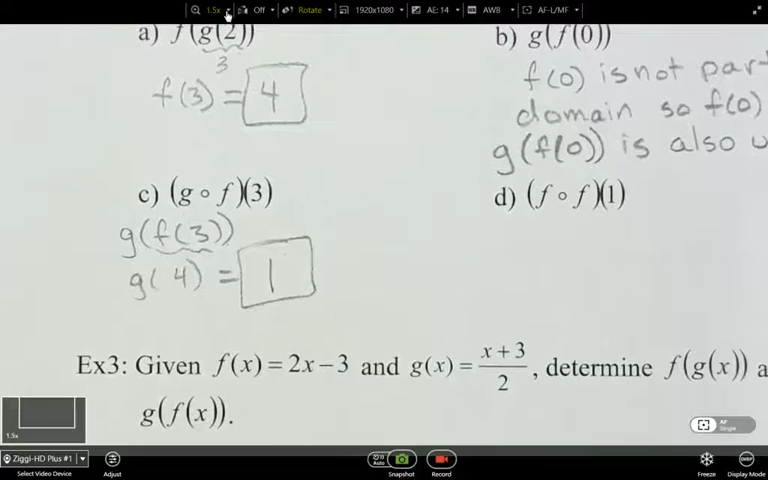 1.5x Off Rotate 1920x1080 AE: 14 AWB AF-L/MF
a) f(g(2)) b) g(f(0))
3
f(3) = 4
f(0) is not part
domain so f(0)
g(f(0)) is also u
c) (g ∘ f)(3) d) (f ∘ f)(1)
g(f(3))
g(4) = 1
Ex3: Given f(x) = 2x − 3 and g(x) = (x+3)/2, determine f(g(x)) a
g(f(x)).
1.5x
AF
Single
Ziggi-HD Plus #1
Auto
Select Video Device Adjust Snapshot Record Freeze Display Mode
DISP